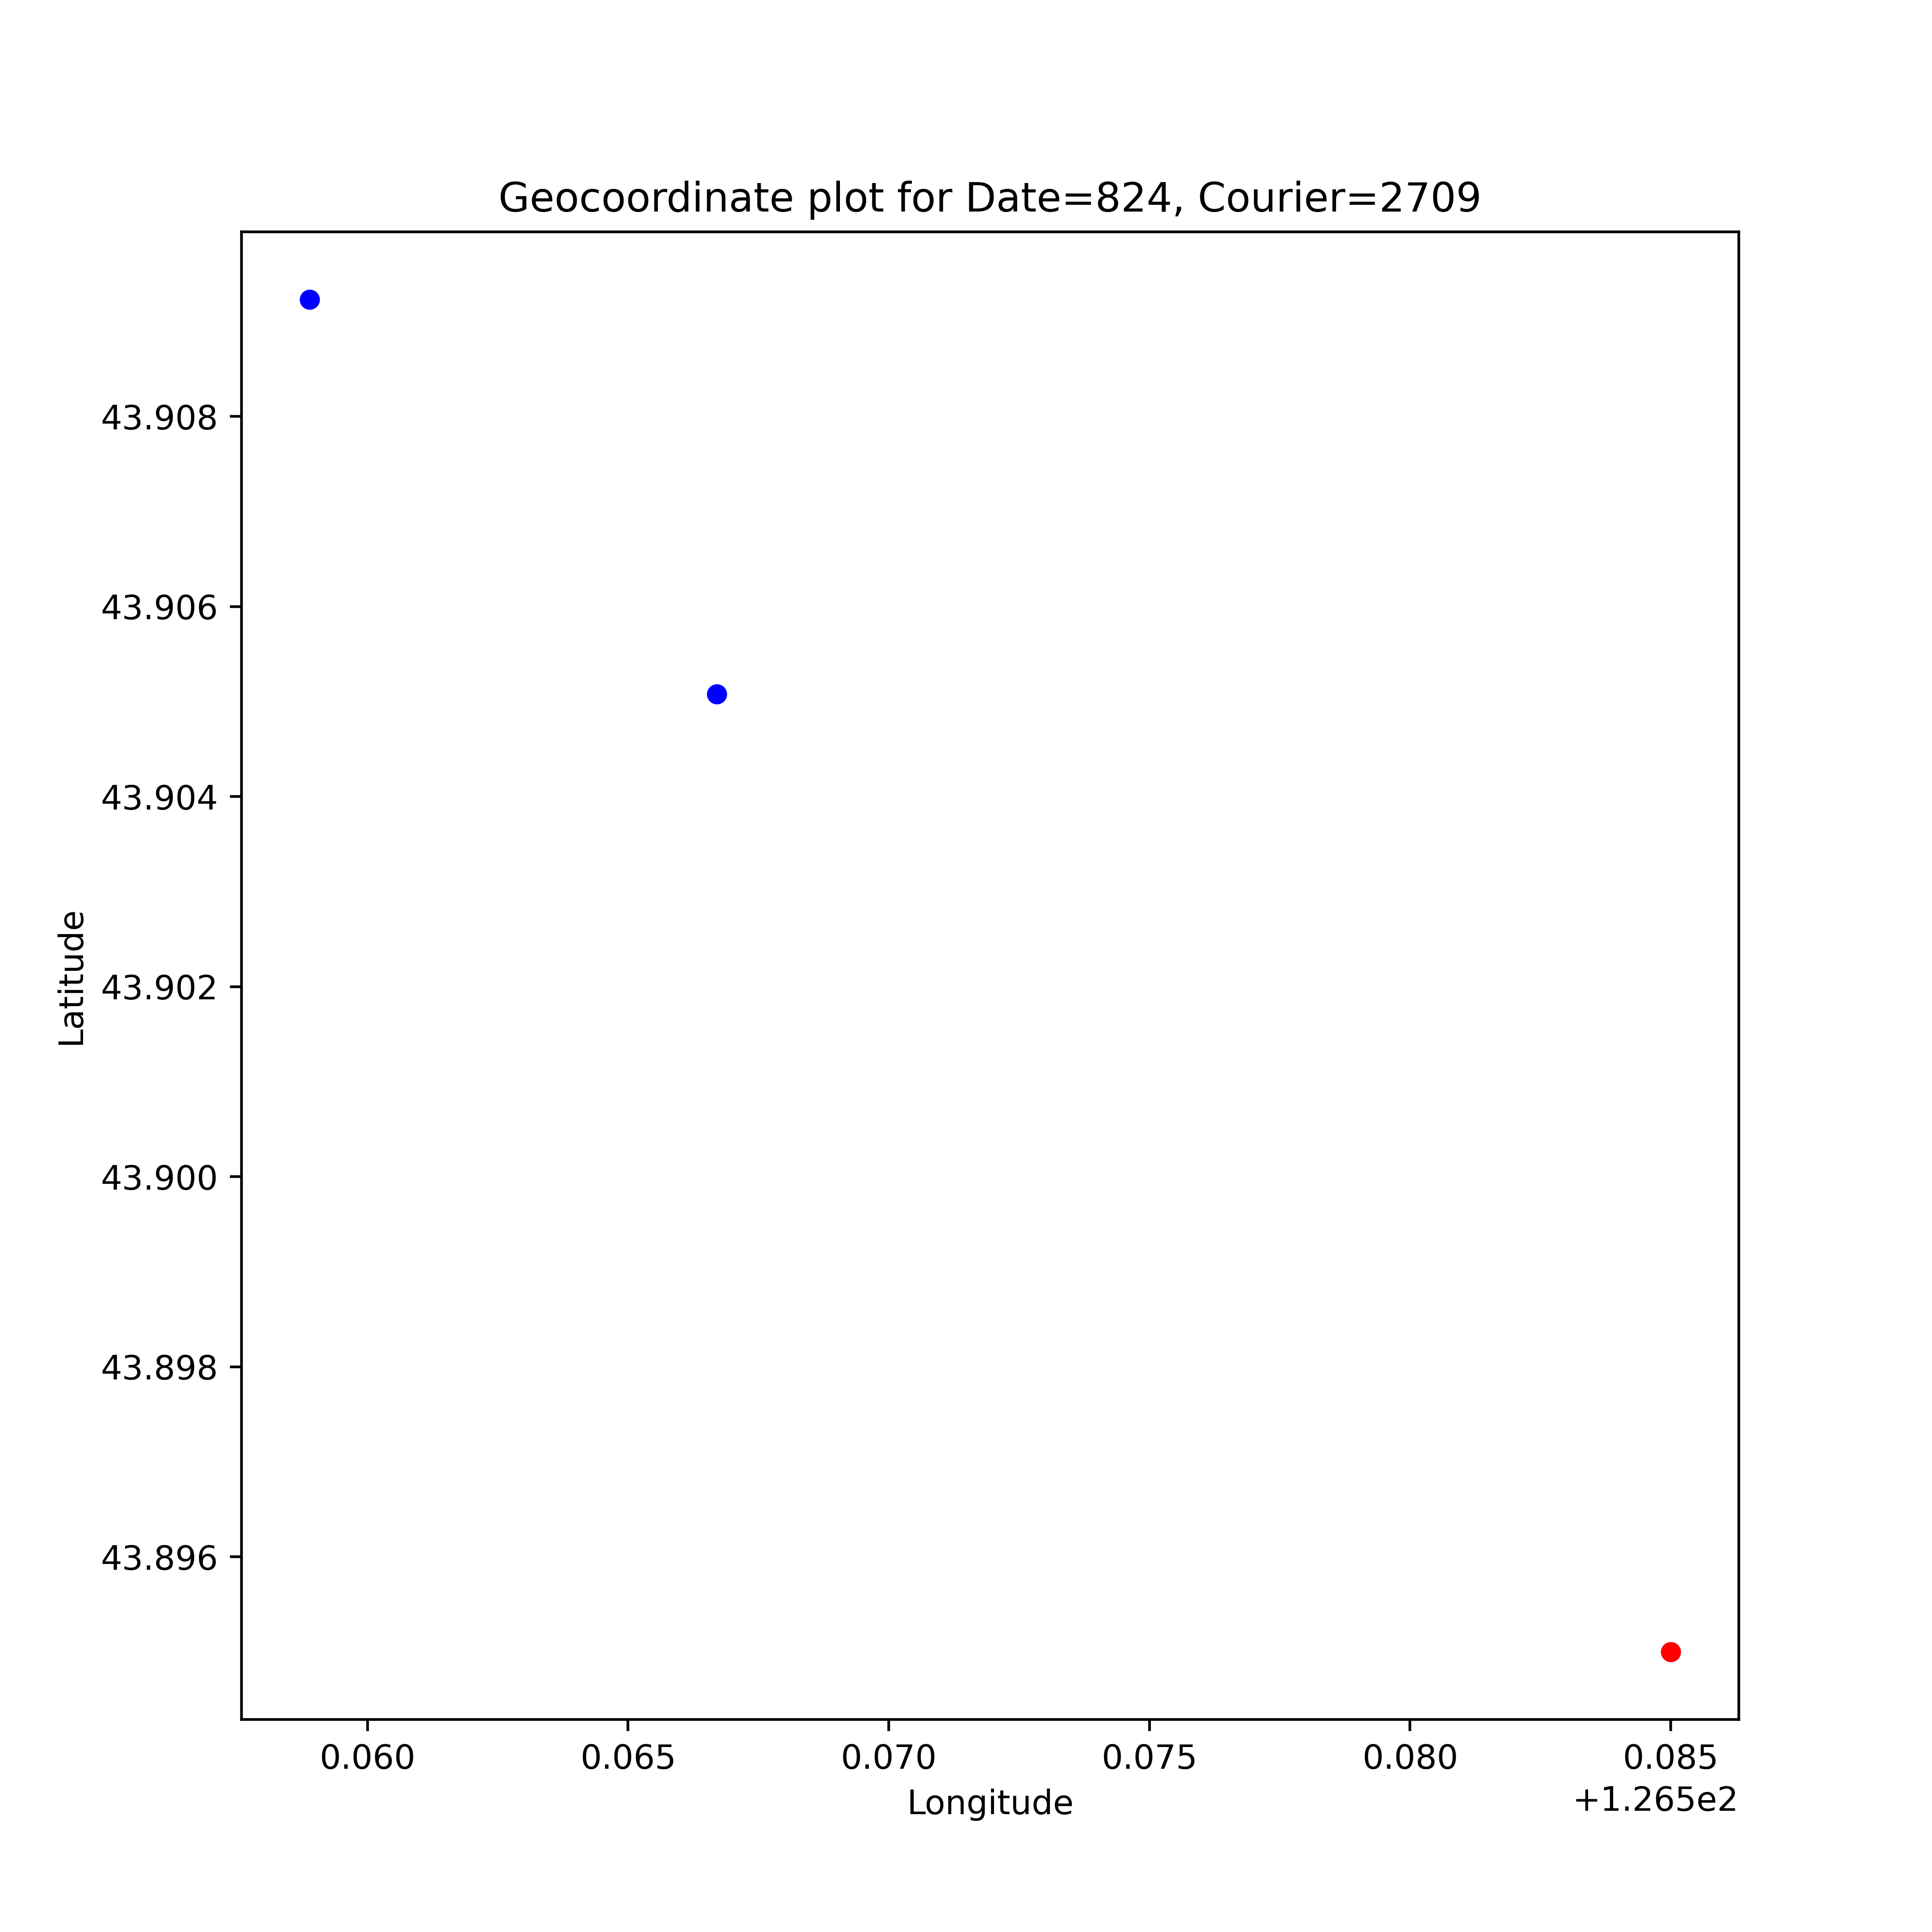 Geocoordinate plot for Date=824, Courier=2709
Latitude
43.908
43.906
43.904
43.902
43.900
43.898
43.896
0.060 0.065 0.070 0.075 0.080 0.085
+1.265e2
Longitude